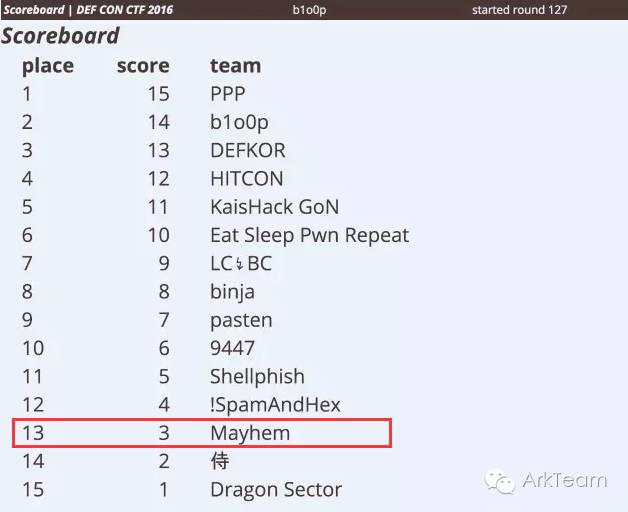 Scoreboard | DEF CON CTF 2016 b1o0p started round 127
Scoreboard
place score team
1 15 PPP
2 14 b1o0p
3 13 DEFKOR
4 12 HITCON
5 11 KaisHack GoN
6 10 Eat Sleep Pwn Repeat
7 9 LC↯BC
8 8 binja
9 7 pasten
10 6 9447
11 5 Shellphish
12 4 !SpamAndHex
13 3 Mayhem
14 2 侍
15 1 Dragon Sector
ArkTeam